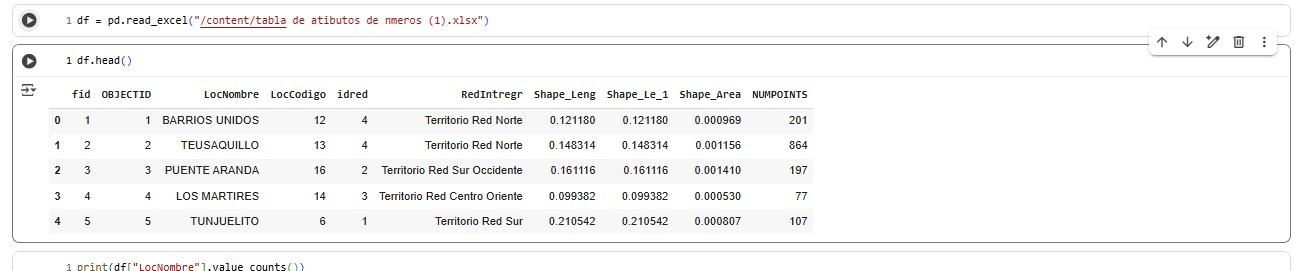 1 df = pd.read_excel("/content/tabla de atibutos de nmeros (1).xlsx")
1 df.head()
fid OBJECTID LocNombre LocCodigo idred RedIntregr Shape_Leng Shape_Le_1 Shape_Area NUMPOINTS
0 1 1 BARRIOS UNIDOS 12 4 Territorio Red Norte 0.121180 0.121180 0.000969 201
1 2 2 TEUSAQUILLO 13 4 Territorio Red Norte 0.148314 0.148314 0.001156 864
2 3 3 PUENTE ARANDA 16 2 Territorio Red Sur Occidente 0.161116 0.161116 0.001410 197
3 4 4 LOS MARTIRES 14 3 Territorio Red Centro Oriente 0.099382 0.099382 0.000530 77
4 5 5 TUNJUELITO 6 1 Territorio Red Sur 0.210542 0.210542 0.000807 107
1 print(df["LocNombre"].value_counts())